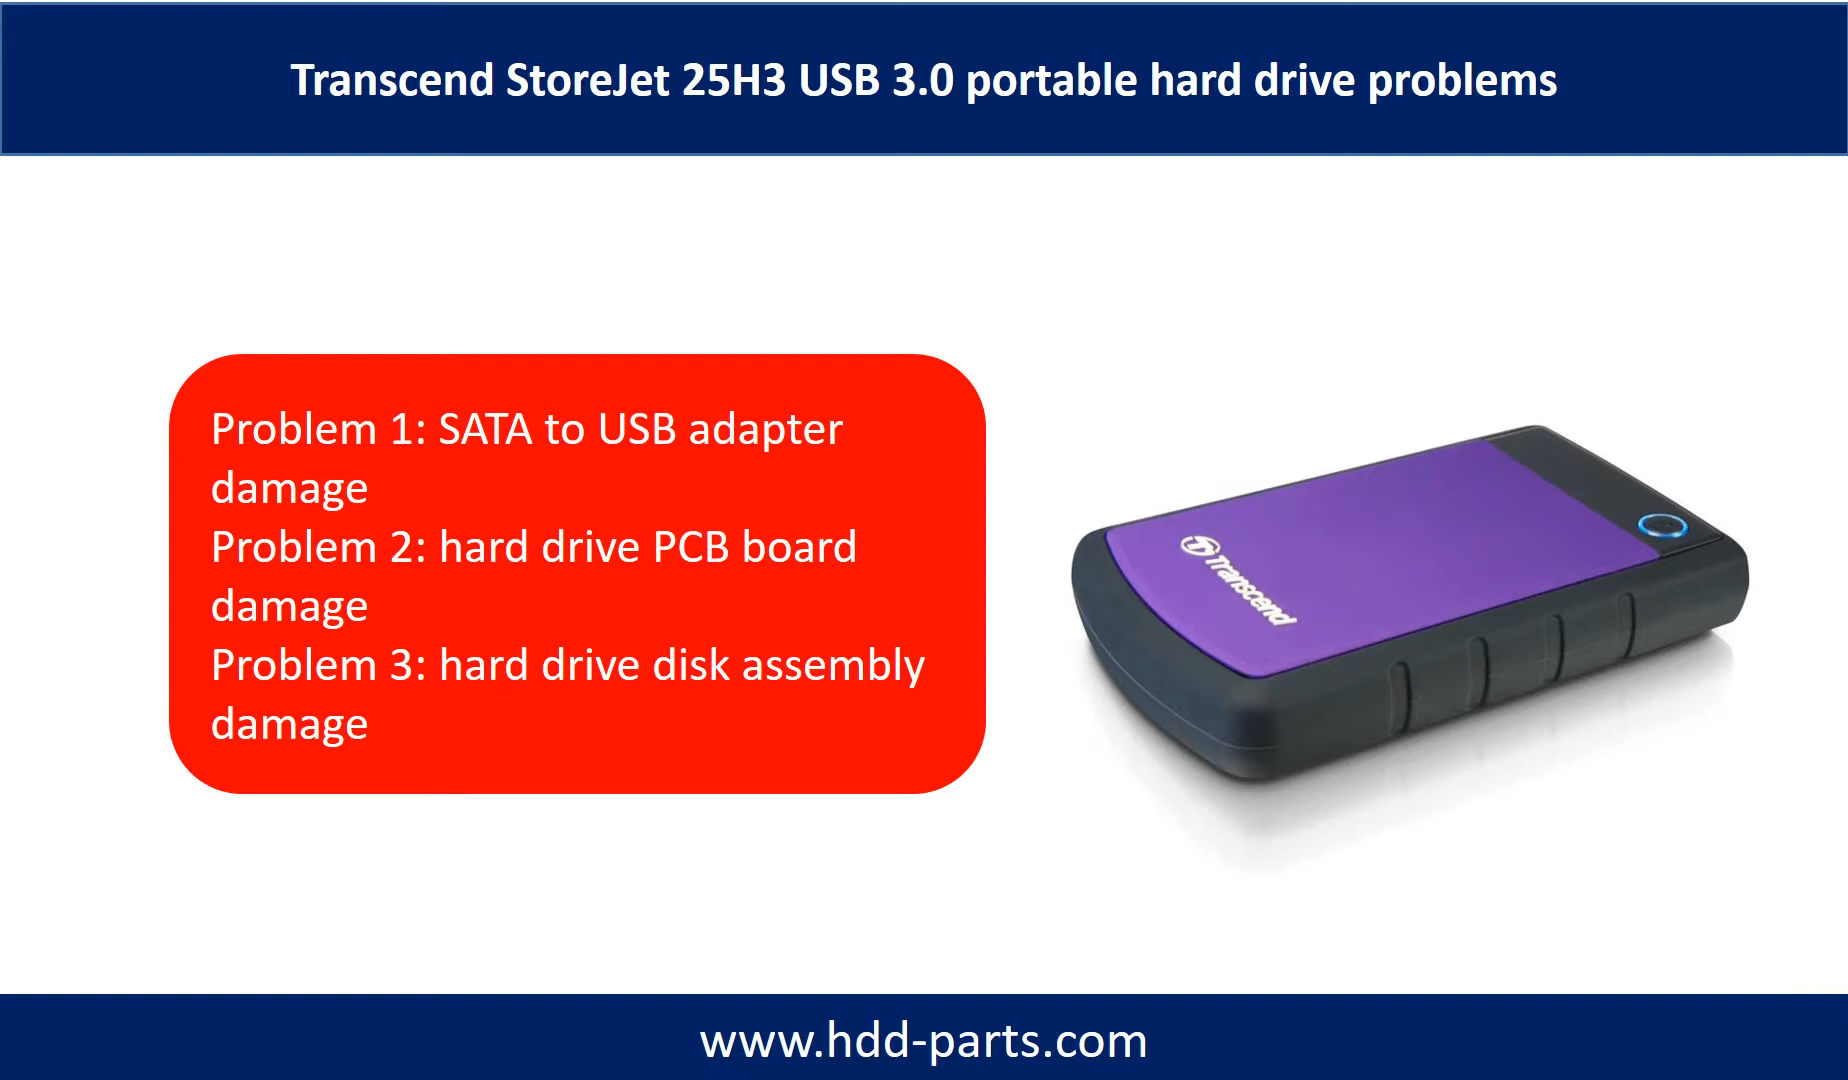 Transcend StoreJet 25H3 USB 3.0 portable hard drive problems
Problem 1: SATA to USB adapter
damage
Problem 2: hard drive PCB board
damage
Problem 3: hard drive disk assembly
damage
Transcend
www.hdd-parts.com